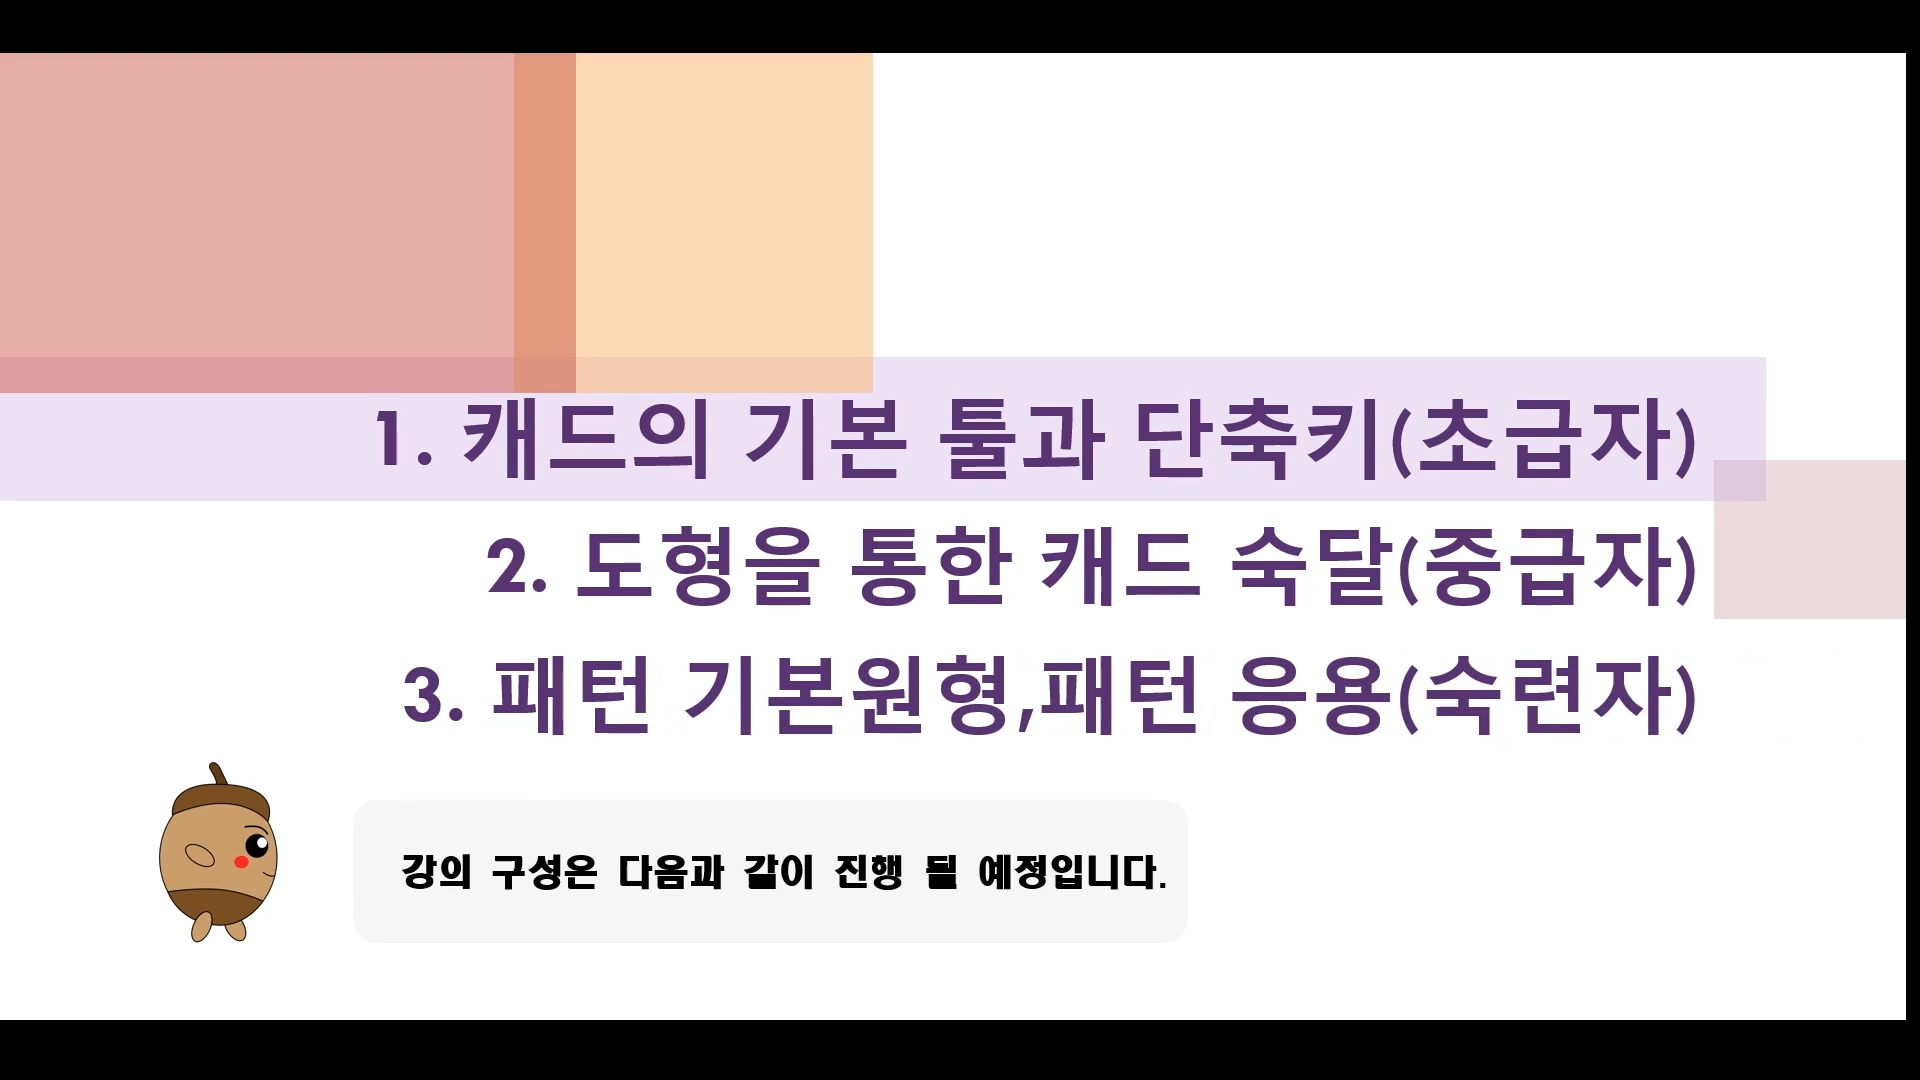 1. 캐드의 기본 툴과 단축키(초급자)
2. 도형을 통한 캐드 숙달(중급자)
3. 패턴 기본원형,패턴 응용(숙련자)
강의 구성은 다음과 같이 진행 될 예정입니다.